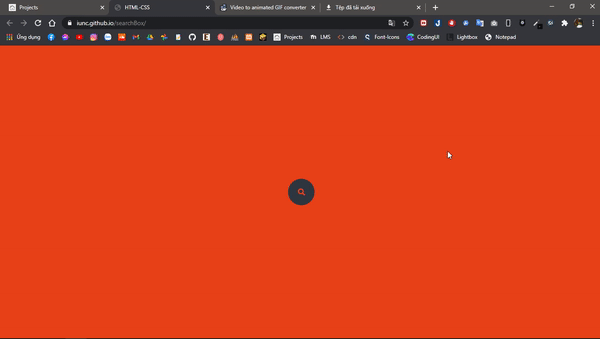 Projects
HTML-CSS
Video to animated GIF converter
Tệp đã tải xuống
iunc.github.io/searchBox/
Ứng dụng
Projects
LMS
cdn
Font-Icons
CodingUI
Lightbox
Notepad